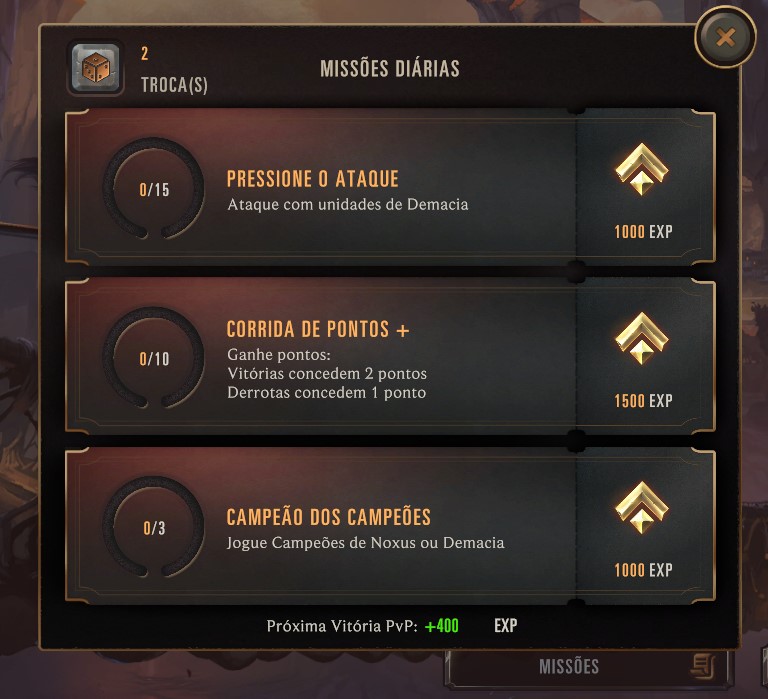 2
TROCA(S)
MISSÕES DIÁRIAS
0/15
PRESSIONE O ATAQUE
Ataque com unidades de Demacia
1000 EXP
0/10
CORRIDA DE PONTOS +
Ganhe pontos:
Vitórias concedem 2 pontos
Derrotas concedem 1 ponto
1500 EXP
0/3
CAMPEÃO DOS CAMPEÕES
Jogue Campeões de Noxus ou Demacia
1000 EXP
Próxima Vitória PvP: +400 EXP
MISSÕES